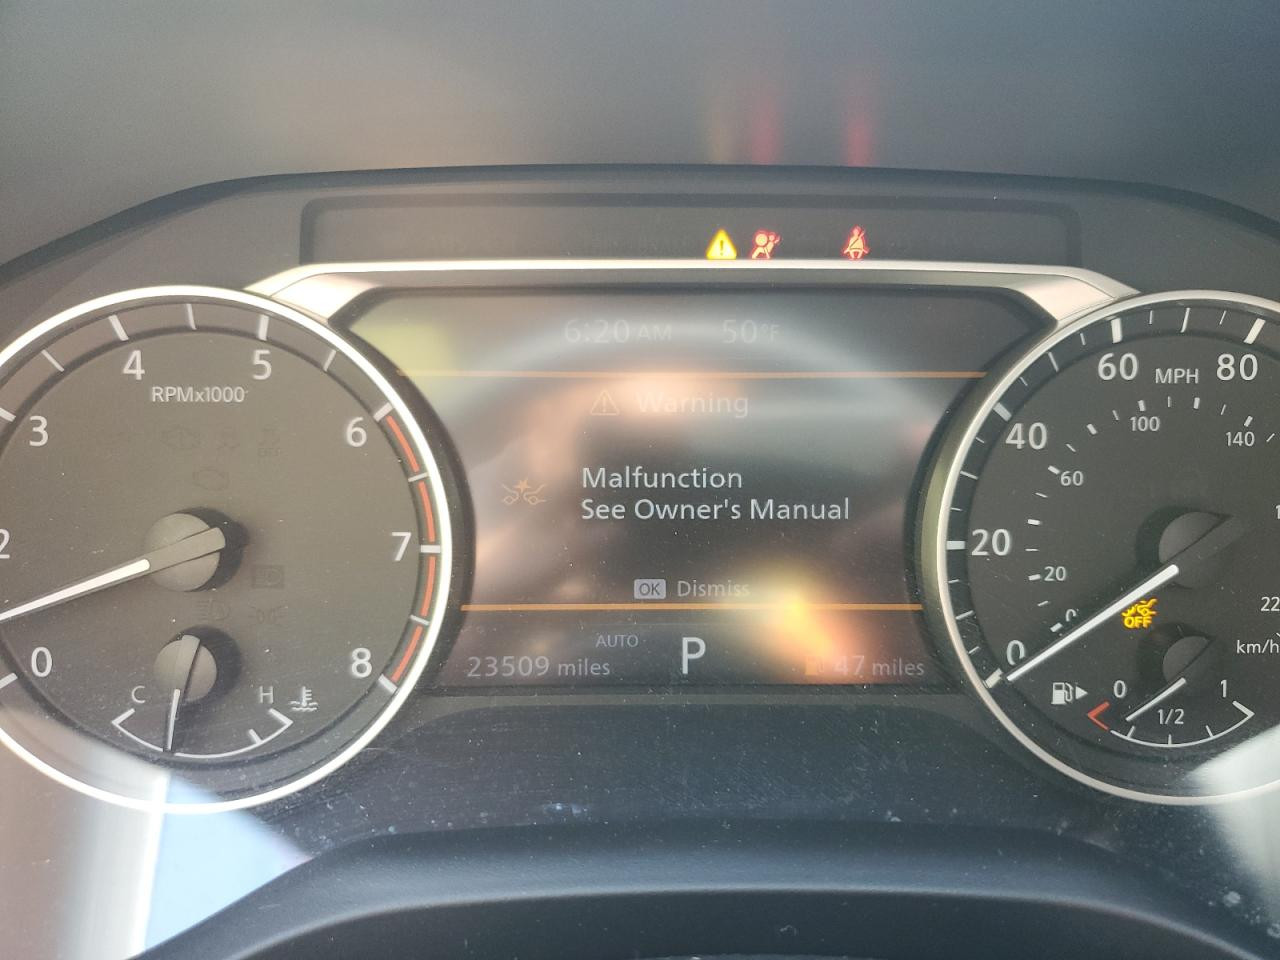 6:20 AM 50°F
Warning
Malfunction
See Owner's Manual
OK Dismiss
AUTO
23509 miles P 47 miles
RPMx1000
0
2
3
4
5
6
7
8
C H
MPH
0
20
40
60
80
0
20
60
100
140
22
km/h
OFF
0 1/2 1